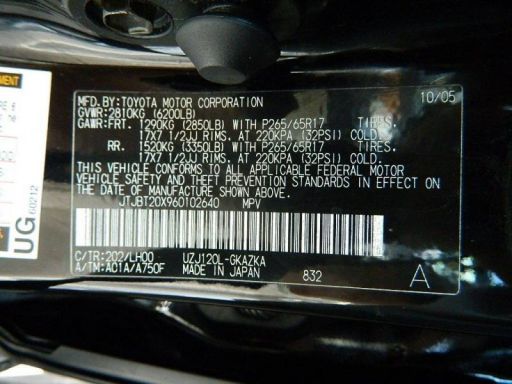 MFD.BY:TOYOTA MOTOR CORPORATION 10/05
GVWR:2810KG (6200LB)
GAWR:FRT. 1290KG (2850LB) WITH P265/65R17 TIRES,
17X7 1/2JJ RIMS, AT 220KPA (32PSI) COLD.
RR. 1520KG (3350LB) WITH P265/65R17 TIRES,
17X7 1/2JJ RIMS, AT 220KPA (32PSI) COLD.
THIS VEHICLE CONFORMS TO ALL APPLICABLE FEDERAL MOTOR
VEHICLE SAFETY AND THEFT PREVENTION STANDARDS IN EFFECT ON
THE DATE OF MANUFACTURE SHOWN ABOVE.
JTJBT20X960102640 MPV
C/TR:202/LH00 UZJ120L-GKAZKA
A/TM:A01A/A750F MADE IN JAPAN 832 A
UG
60212